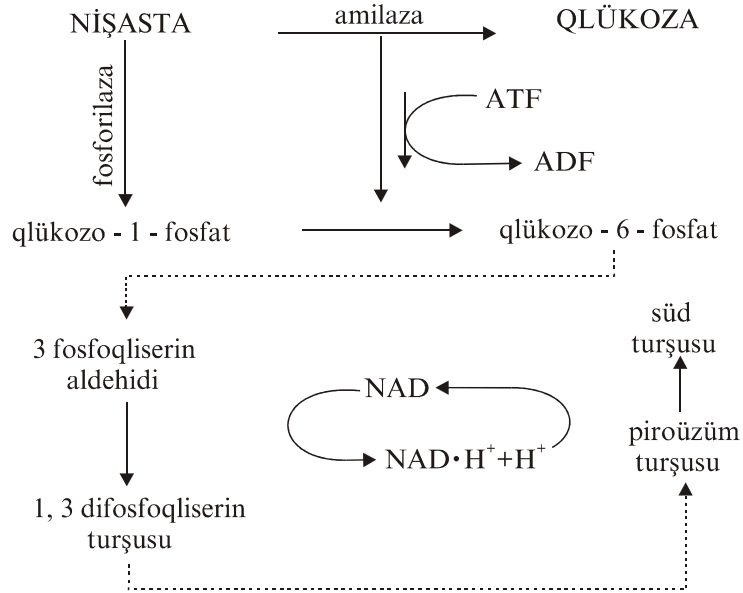 NİŞASTA
amilaza
QLÜKOZA
fosforilaza
ATF
ADF
qlükozo - 1 - fosfat
qlükozo - 6 - fosfat
3 fosfoqliserin
aldehidi
süd
turşusu
NAD
NAD·H⁺+H⁺
piroüzüm
turşusu
1, 3 difosfoqliserin
turşusu